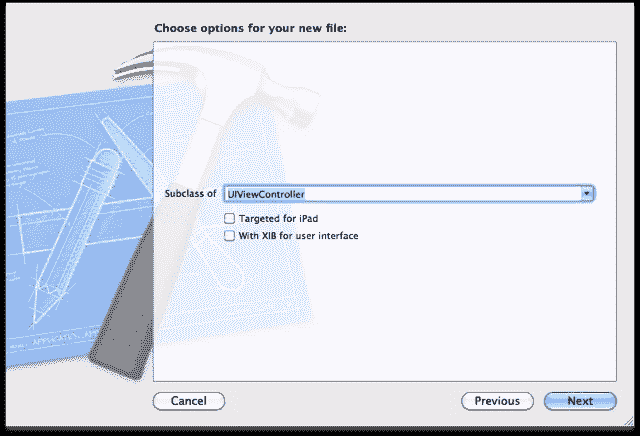 Choose options for your new file:
Subclass of UIViewController
Targeted for iPad
With XIB for user interface
Cancel Previous Next